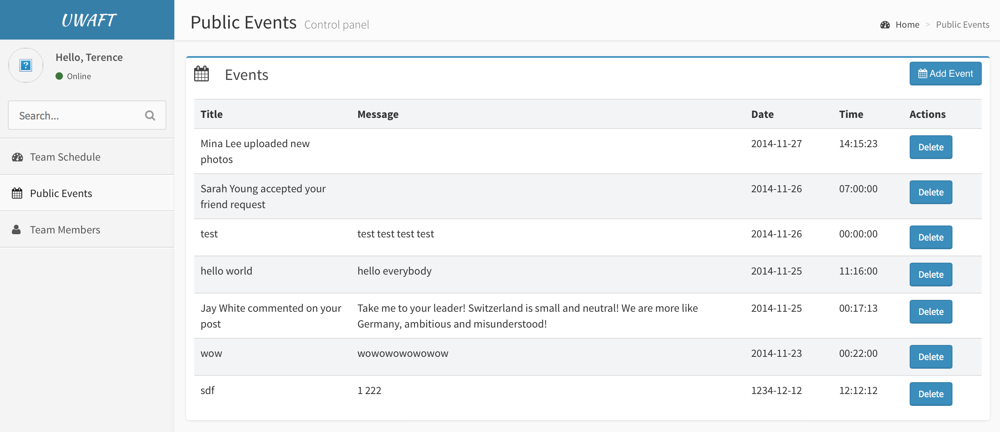 UWAFT
Public Events Control panel
Home > Public Events
Hello, Terence
Online
Search...
Team Schedule
Public Events
Team Members
Events
Add Event
Title Message Date Time Actions
Mina Lee uploaded new
photos
2014-11-27 14:15:23 Delete
Sarah Young accepted your
friend request
2014-11-26 07:00:00 Delete
test test test test test 2014-11-26 00:00:00 Delete
hello world hello everybody 2014-11-25 11:16:00 Delete
Jay White commented on your
post
Take me to your leader! Switzerland is small and neutral! We are more like
Germany, ambitious and misunderstood!
2014-11-25 00:17:13 Delete
wow wowowowowowow 2014-11-23 00:22:00 Delete
sdf 1 222 1234-12-12 12:12:12 Delete